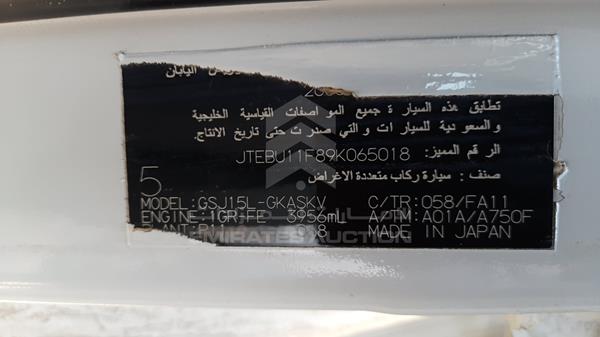 اليابان
تطابق هذه السيارة جميع المواصفات القياسية الخليجية
والسعودية للسيارات والتي صدرت حتى تاريخ الانتاج.
الرقم المميز: JTEBU11F89K065018
صنف: سيارة ركاب متعددة الاغراض
5
MODEL:GSJ15L-GKASKV C/TR:058/FA11
ENGINE:1GR-FE 3956mL A/TM:A01A/A750F
MADE IN JAPAN
EMIRATES AUCTION